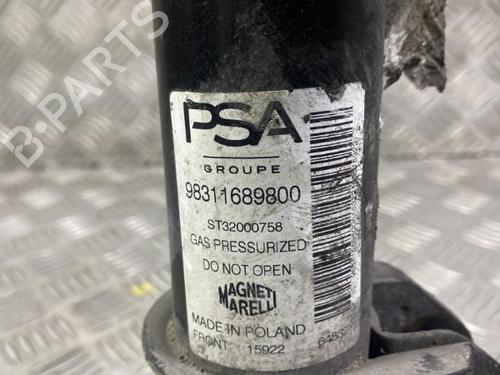 B-PARTS
PSA
GROUPE
98311689800
ST32000758
GAS PRESSURIZED
DO NOT OPEN
MAGNETI
MARELLI
MADE IN POLAND
FRONT 15922